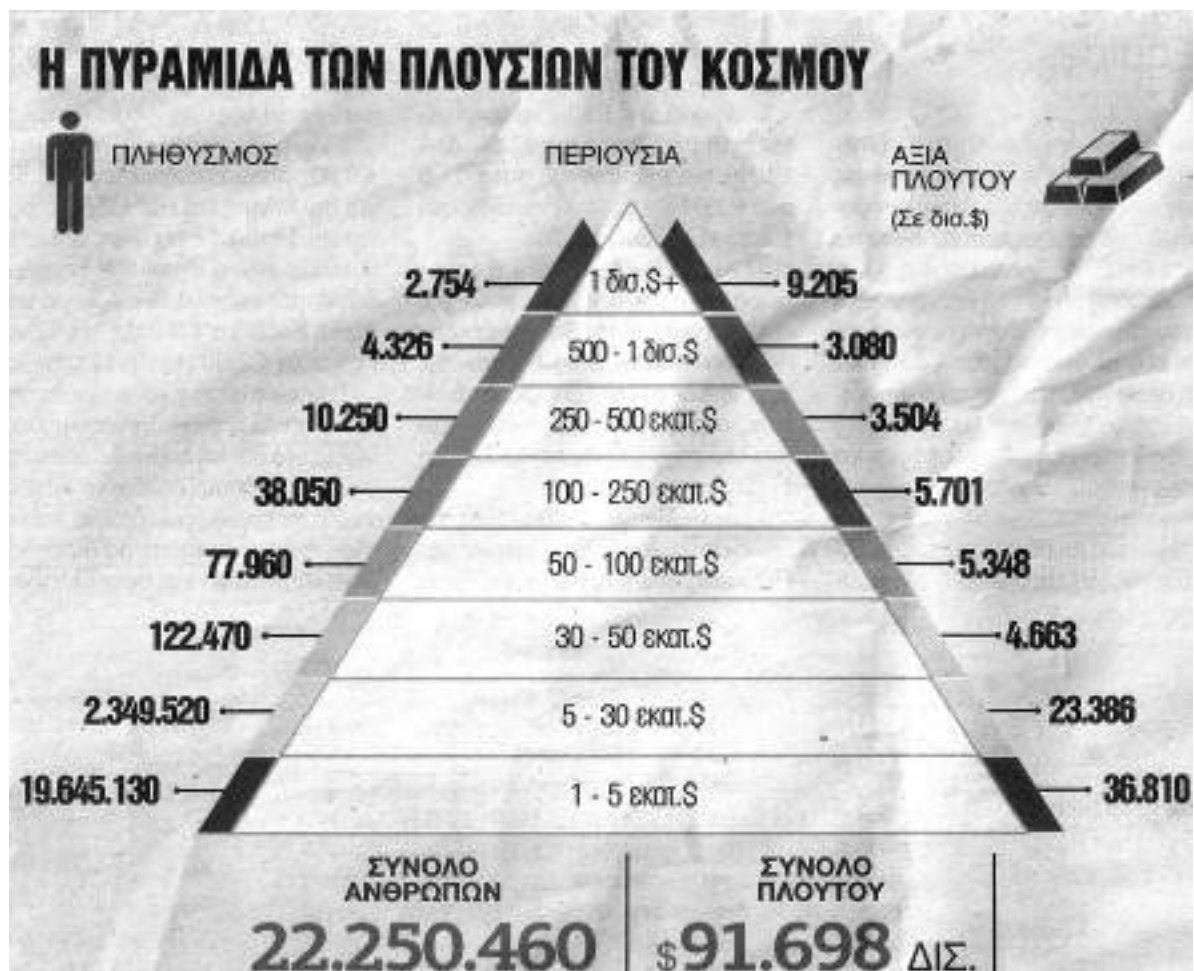 Η ΠΥΡΑΜΙΔΑ ΤΩΝ ΠΛΟΥΣΙΩΝ ΤΟΥ ΚΟΣΜΟΥ
ΠΛΗΘΥΣΜΟΣ
ΠΕΡΙΟΥΣΙΑ
ΑΞΙΑ
ΠΛΟΥΤΟΥ
(Σε δισ.$)
2.754 1 δισ.$+ 9.205
4.326 500 - 1 δισ.$ 3.080
10.250 250 - 500 εκατ.$ 3.504
38.050 100 - 250 εκατ.$ 5.701
77.960 50 - 100 εκατ.$ 5.348
122.470 30 - 50 εκατ.$ 4.663
2.349.520 5 - 30 εκατ.$ 23.386
19.645.130 1 - 5 εκατ.$ 36.810
ΣΥΝΟΛΟ
ΑΝΘΡΩΠΩΝ
22.250.460
ΣΥΝΟΛΟ
ΠΛΟΥΤΟΥ
$91.698 ΔΙΣ.